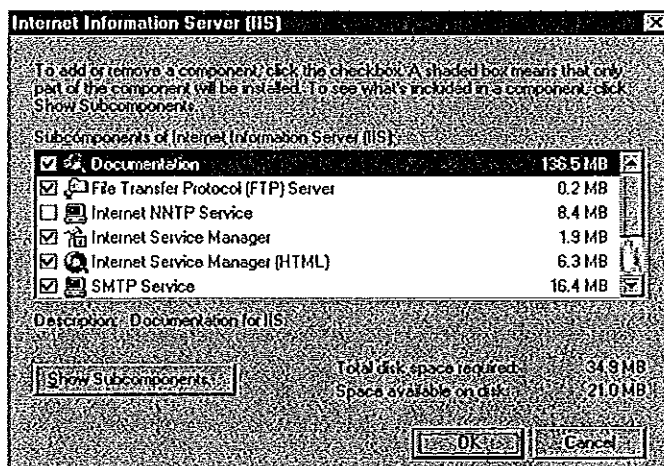 Internet Information Server (IIS)
To add or remove a component, click the checkbox. A shaded box means that only
part of the component will be installed. To see what's included in a component, click
Show Subcomponents.
Subcomponents of Internet Information Server (IIS):
Documentation 136.5 MB
File Transfer Protocol (FTP) Server 0.2 MB
Internet NNTP Service 8.4 MB
Internet Service Manager 1.9 MB
Internet Service Manager (HTML) 6.3 MB
SMTP Service 16.4 MB
Description: Documentation for IIS
Show Subcomponents...
Total disk space required: 34.9 MB
Space available on disk: 21.0 MB
OK Cancel